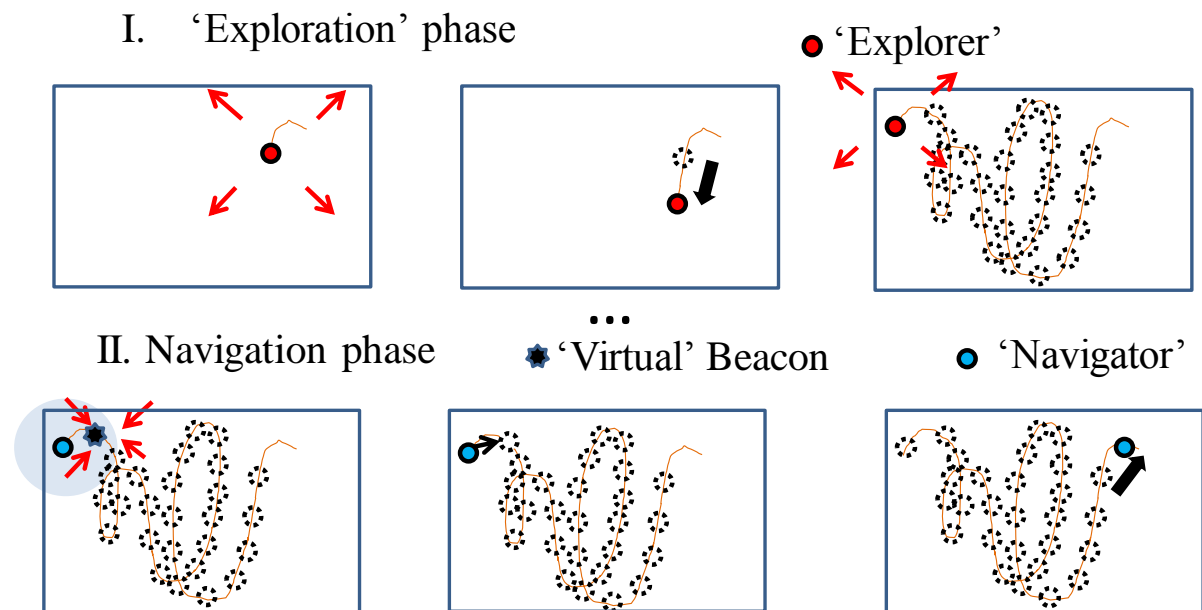 I. ‘Exploration’ phase
‘Explorer’
...
II. Navigation phase
‘Virtual’ Beacon
‘Navigator’